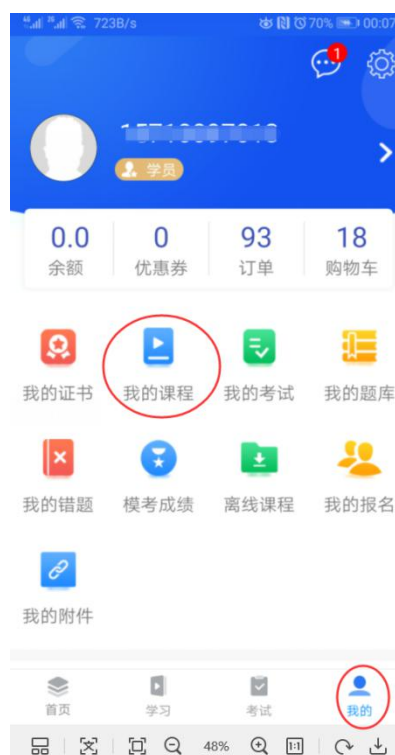 46 26 723B/s 70% 00:07
1
学员
0.0 0 93 18
余额 优惠券 订单 购物车
我的证书 我的课程 我的考试 我的题库
我的错题 模考成绩 离线课程 我的报名
我的附件
首页 学习 考试 我的
48% 1:1